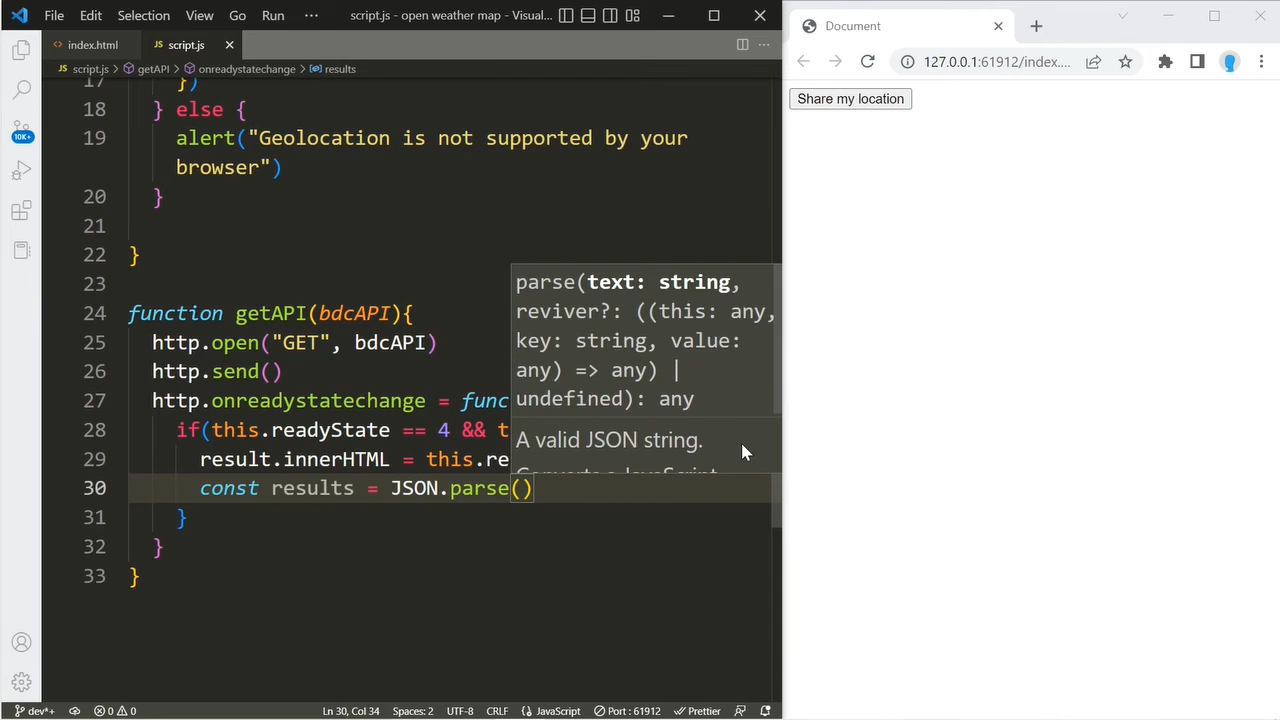 File Edit Selection View Go Run ··· script.js - open weather map - Visual...
index.html script.js
script.js > getAPI > onreadystatechange > results
17 })
18 } else {
19 alert("Geolocation is not supported by your
browser")
20 }
21
22 }
23
24 function getAPI(bdcAPI){
25 http.open("GET", bdcAPI)
26 http.send()
27 http.onreadystatechange = func
28 if(this.readyState == 4 && t
29 result.innerHTML = this.re
30 const results = JSON.parse()
31 }
32 }
33 }
parse(text: string,
reviver?: ((this: any,
key: string, value:
any) => any) |
undefined): any
A valid JSON string.
Converts a JavaScript
10K+
dev*+ 0 0 Ln 30, Col 34 Spaces: 2 UTF-8 CRLF JavaScript Port : 61912 Prettier
Document
127.0.0.1:61912/index....
Share my location